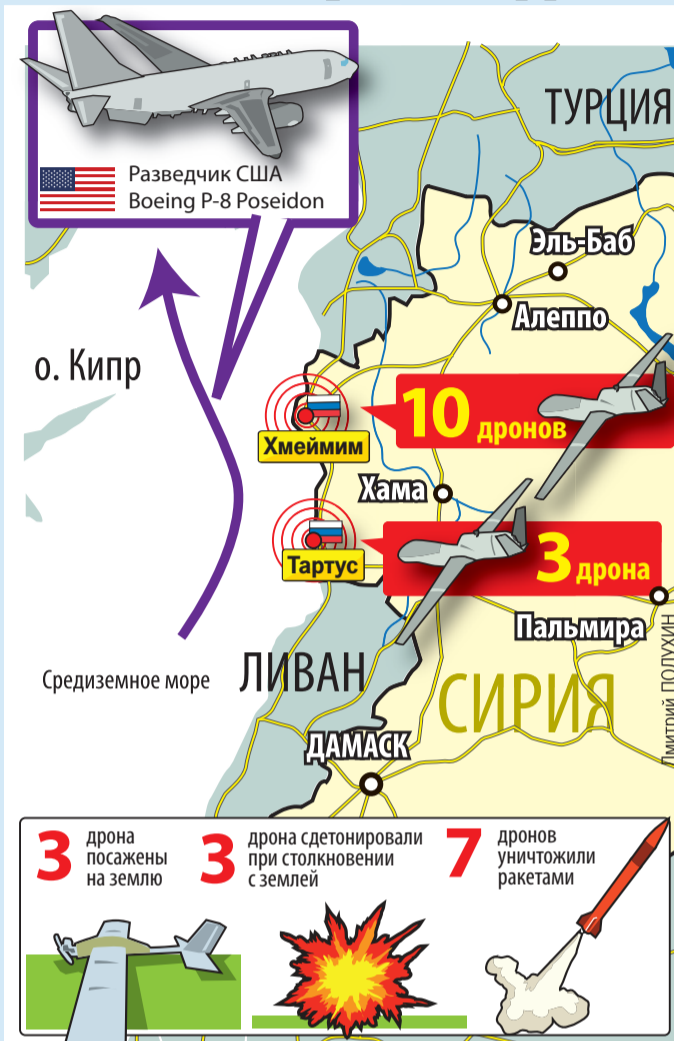 Разведчик США
Boeing P-8 Poseidon
ТУРЦИЯ
Эль-Баб
Алеппо
о. Кипр
10 дронов
Хмеймим
Хама
3 дрона
Тартус
Пальмира
Средиземное море
ЛИВАН
СИРИЯ
ДАМАСК
Дмитрий ПОЛУХИН
3 дрона
посажены
на землю
3 дрона сдетонировали
при столкновении
с землей
7 дронов
уничтожили
ракетами